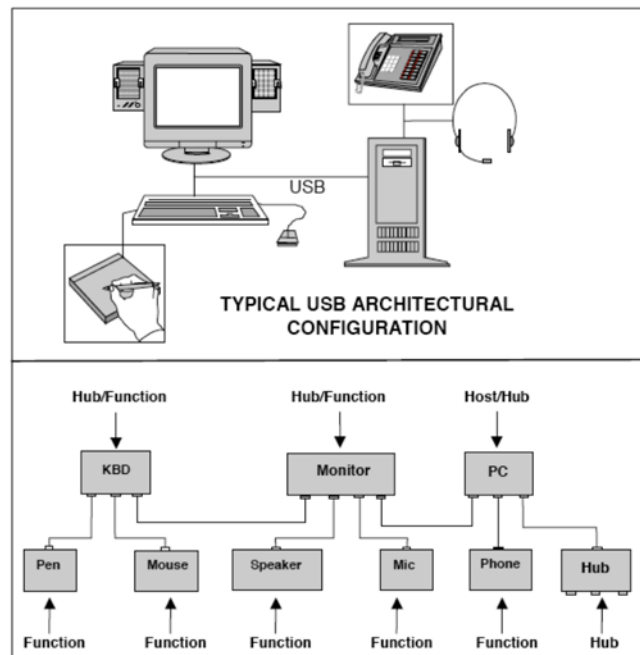 USB
TYPICAL USB ARCHITECTURAL
CONFIGURATION
Hub/Function Hub/Function Host/Hub
KBD Monitor PC
Pen Mouse Speaker Mic Phone Hub
Function Function Function Function Function Hub